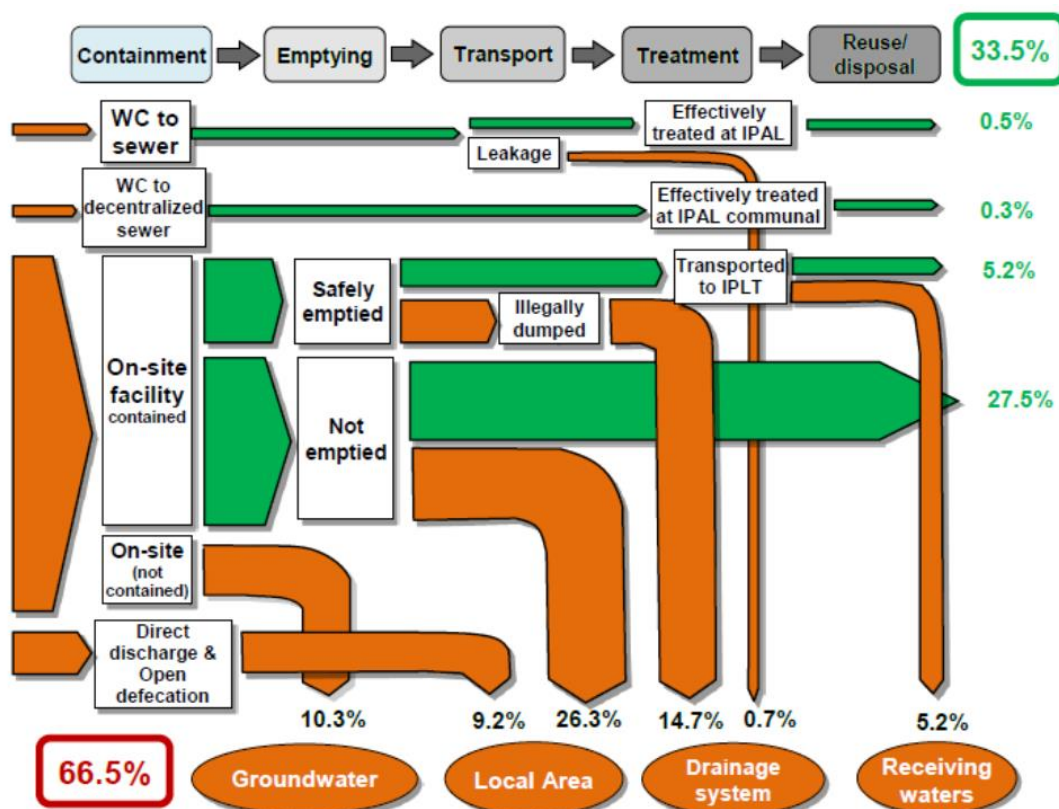 Containment
Emptying
Transport
Treatment
Reuse/
disposal
33.5%
WC to
sewer
Effectively
treated at IPAL
0.5%
Leakage
WC to
decentralized
sewer
Effectively treated
at IPAL communal
0.3%
Safely
emptied
Illegally
dumped
Transported
to IPLT
5.2%
On-site
facility
contained
Not
emptied
27.5%
On-site
(not
contained)
Direct
discharge &
Open
defecation
10.3%
9.2%
26.3%
14.7%
0.7%
5.2%
66.5%
Groundwater
Local Area
Drainage
system
Receiving
waters